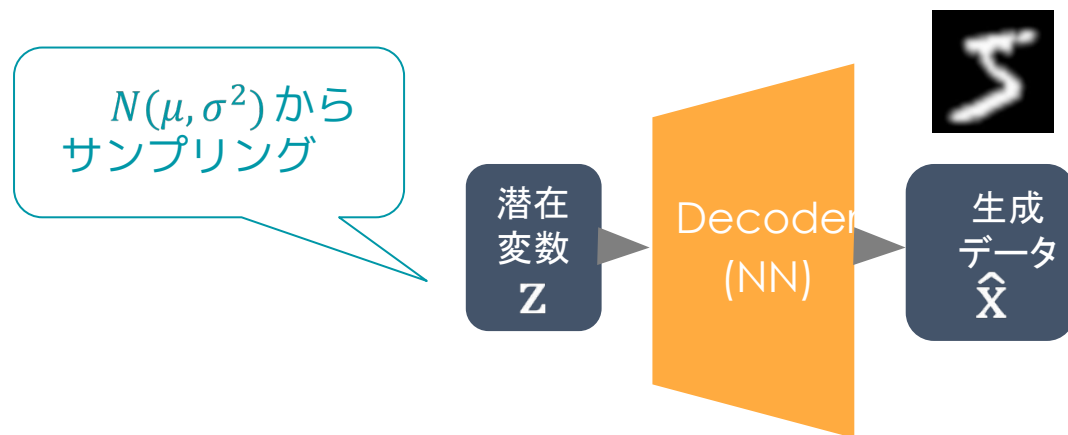 N(μ, σ²) から
サンプリング
潜在
変数
Z
Decoder
(NN)
生成
データ
X̂